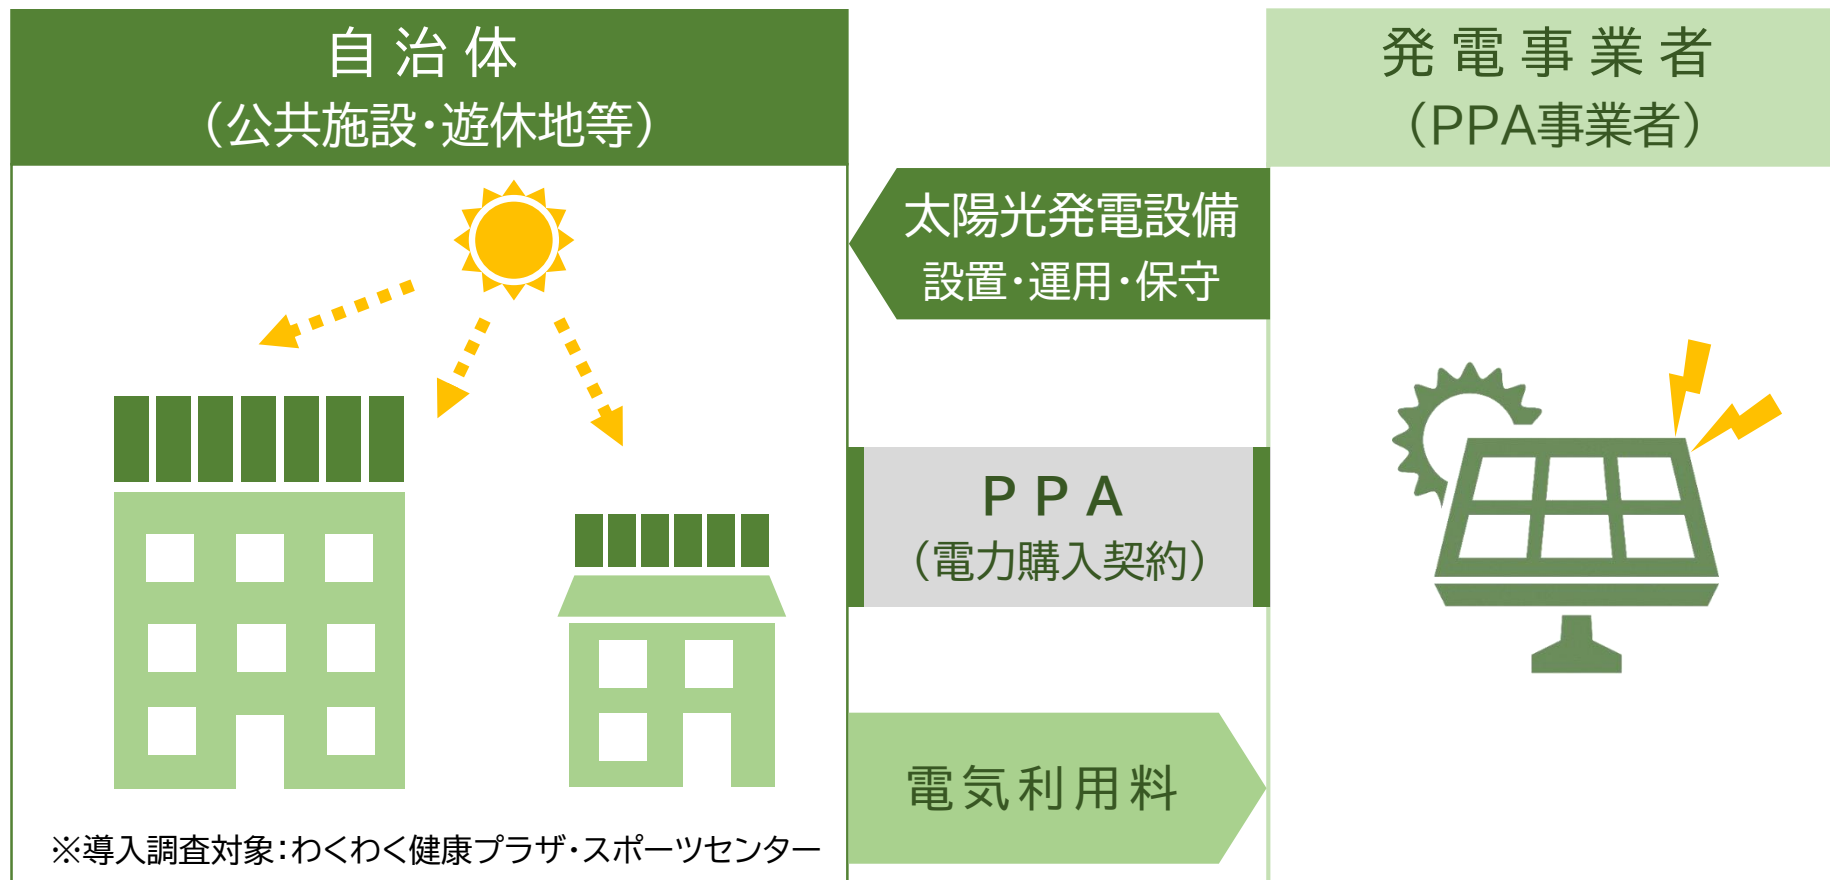 自治体
（公共施設・遊休地等）
発電事業者
（PPA事業者）
太陽光発電設備
設置・運用・保守
PPA
（電力購入契約）
電気利用料
※導入調査対象：わくわく健康プラザ・スポーツセンター